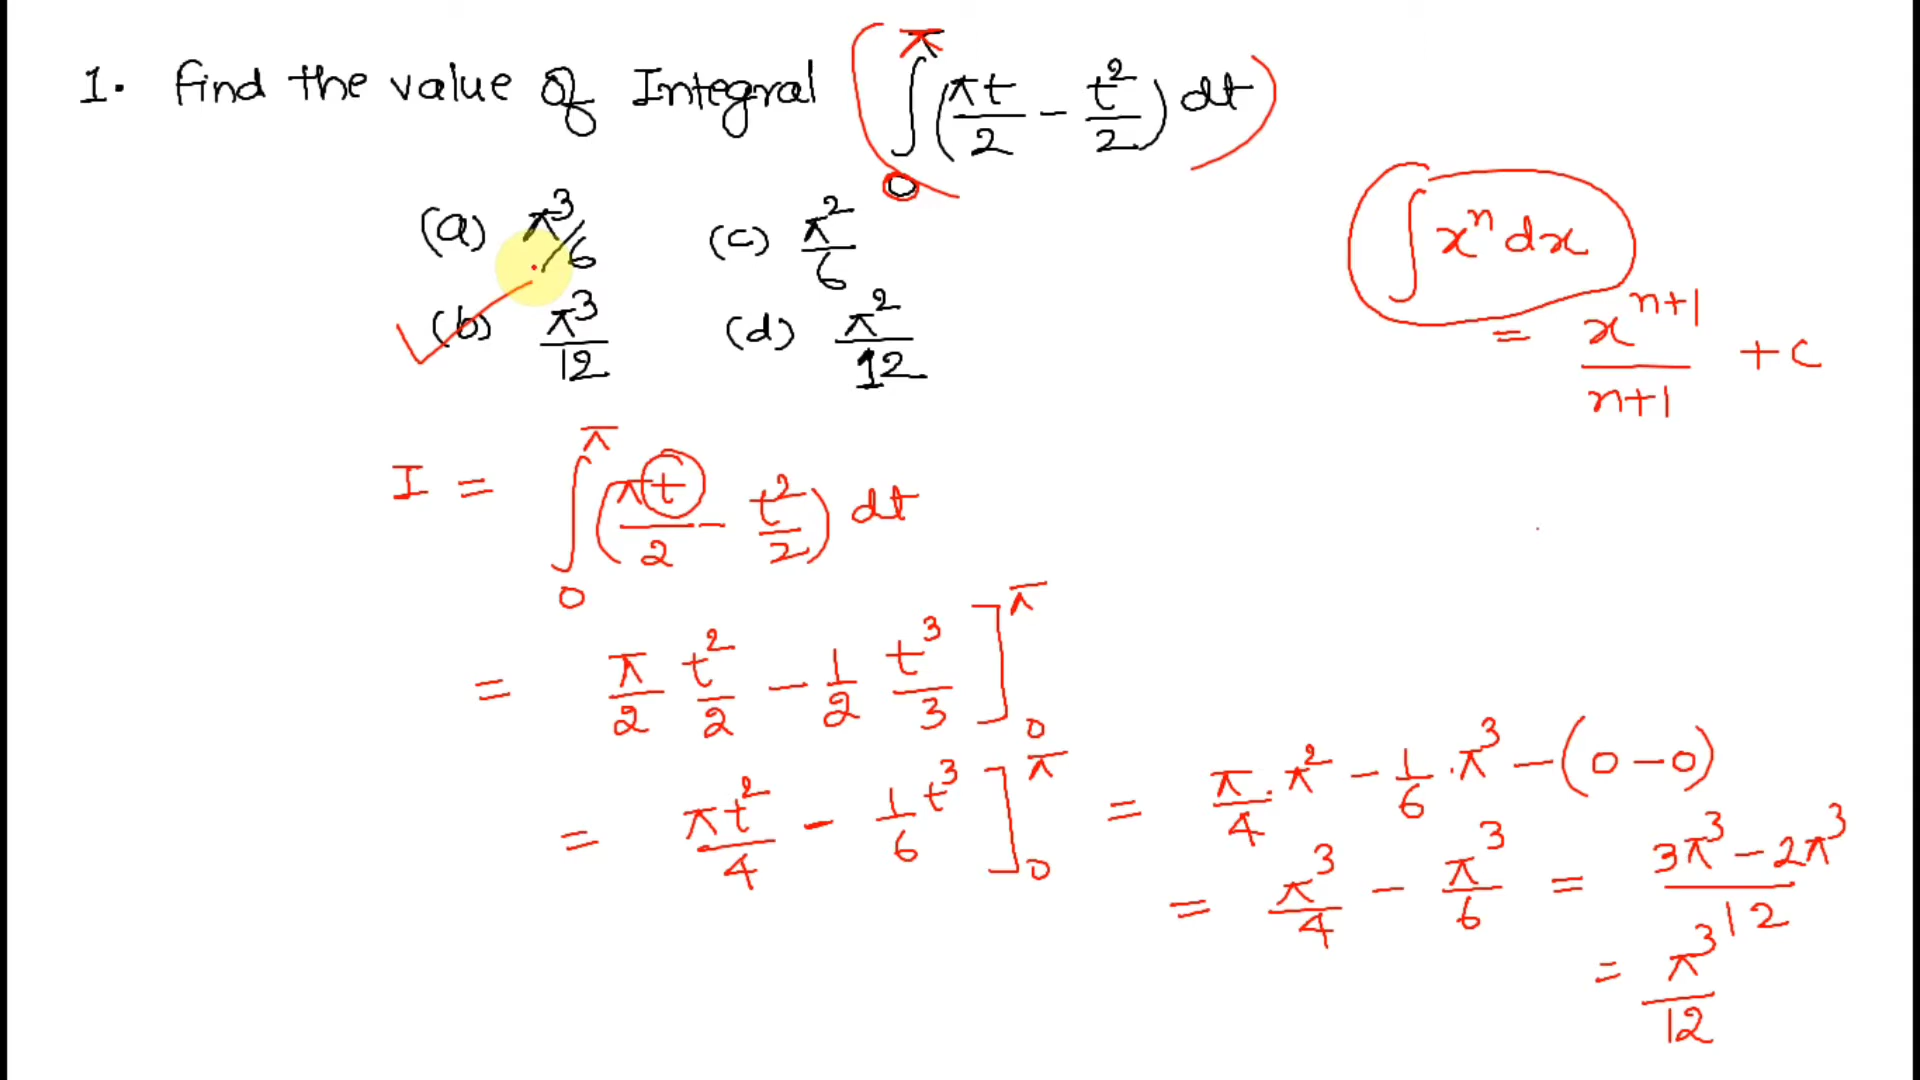 1. find the value of Integral ∫₀^π (πt/2 − t²/2) dt
(a) π³/6 (c) π²/6
(b) π³/12 (d) π²/12
∫ xⁿ dx
= xⁿ⁺¹/n+1 + c
I = ∫₀^π (πt/2 − t²/2) dt
= π/2 t²/2 − 1/2 t³/3 ]₀^π
= πt²/4 − 1/6 t³ ]₀^π = π/4 · π² − 1/6 · π³ − (0 − 0)
= π³/4 − π³/6 = 3π³ − 2π³/12
= π³/12